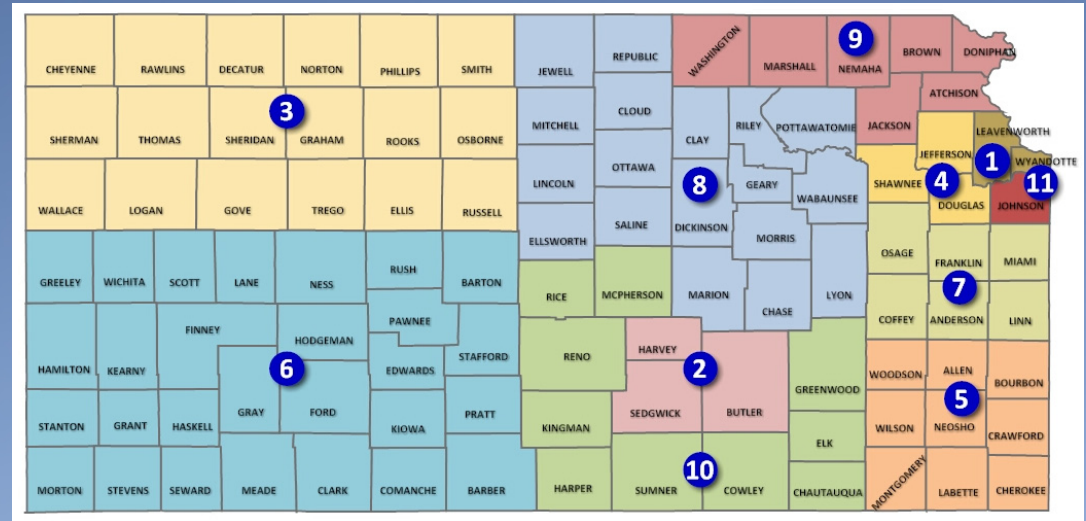 CHEYENNE
RAWLINS
DECATUR
NORTON
PHILLIPS
SMITH
JEWELL
REPUBLIC
WASHINGTON
MARSHALL
9
NEMAHA
BROWN
DONIPHAN
3
CLOUD
ATCHISON
SHERMAN
THOMAS
SHERIDAN
GRAHAM
ROOKS
OSBORNE
MITCHELL
CLAY
RILEY
POTTAWATOMIE
JACKSON
LEAVENWORTH
JEFFERSON
1
WYANDOTTE
OTTAWA
LINCOLN
8
GEARY
SHAWNEE
4
11
WALLACE
LOGAN
GOVE
TREGO
ELLIS
RUSSELL
SALINE
DICKINSON
WABAUNSEE
DOUGLAS
JOHNSON
ELLSWORTH
MORRIS
OSAGE
FRANKLIN
MIAMI
GREELEY
WICHITA
SCOTT
LANE
NESS
RUSH
BARTON
RICE
MCPHERSON
MARION
CHASE
LYON
7
COFFEY
ANDERSON
LINN
FINNEY
HODGEMAN
PAWNEE
STAFFORD
RENO
HARVEY
HAMILTON
KEARNY
6
EDWARDS
2
GREENWOOD
WOODSON
ALLEN
BOURBON
STANTON
GRANT
HASKELL
GRAY
FORD
KIOWA
PRATT
KINGMAN
SEDGWICK
BUTLER
5
WILSON
NEOSHO
CRAWFORD
ELK
MORTON
STEVENS
SEWARD
MEADE
CLARK
COMANCHE
BARBER
HARPER
SUMNER
10
COWLEY
CHAUTAUQUA
MONTGOMERY
LABETTE
CHEROKEE